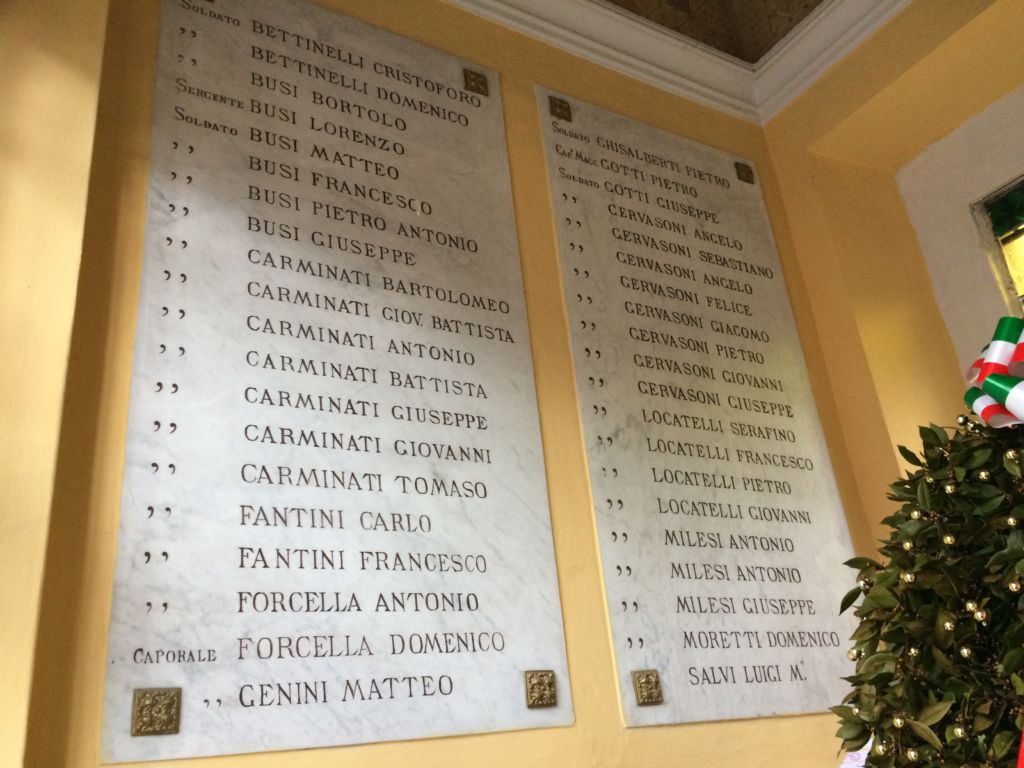 SOLDATO BETTINELLI CRISTOFORO
,, BETTINELLI DOMENICO
,, BUSI BORTOLO
SERGENTE BUSI LORENZO
SOLDATO BUSI MATTEO
,, BUSI FRANCESCO
,, BUSI PIETRO ANTONIO
,, BUSI GIUSEPPE
,, CARMINATI BARTOLOMEO
,, CARMINATI GIOV. BATTISTA
,, CARMINATI ANTONIO
,, CARMINATI BATTISTA
,, CARMINATI GIUSEPPE
,, CARMINATI GIOVANNI
,, CARMINATI TOMASO
,, FANTINI CARLO
,, FANTINI FRANCESCO
,, FORCELLA ANTONIO
CAPORALE FORCELLA DOMENICO
,, GENINI MATTEO
SOLDATO GHISALBERTI PIETRO
GOTTI PIETRO
SOLDATO GOTTI GIUSEPPE
,, GERVASONI ANGELO
,, GERVASONI SEBASTIANO
,, GERVASONI ANGELO
,, GERVASONI FELICE
,, GERVASONI GIACOMO
,, GERVASONI PIETRO
,, GERVASONI GIOVANNI
,, GERVASONI GIUSEPPE
,, LOCATELLI SERAFINO
,, LOCATELLI FRANCESCO
,, LOCATELLI PIETRO
,, LOCATELLI GIOVANNI
,, MILESI ANTONIO
,, MILESI ANTONIO
,, MILESI GIUSEPPE
,, MORETTI DOMENICO
SALVI LUIGI M.º